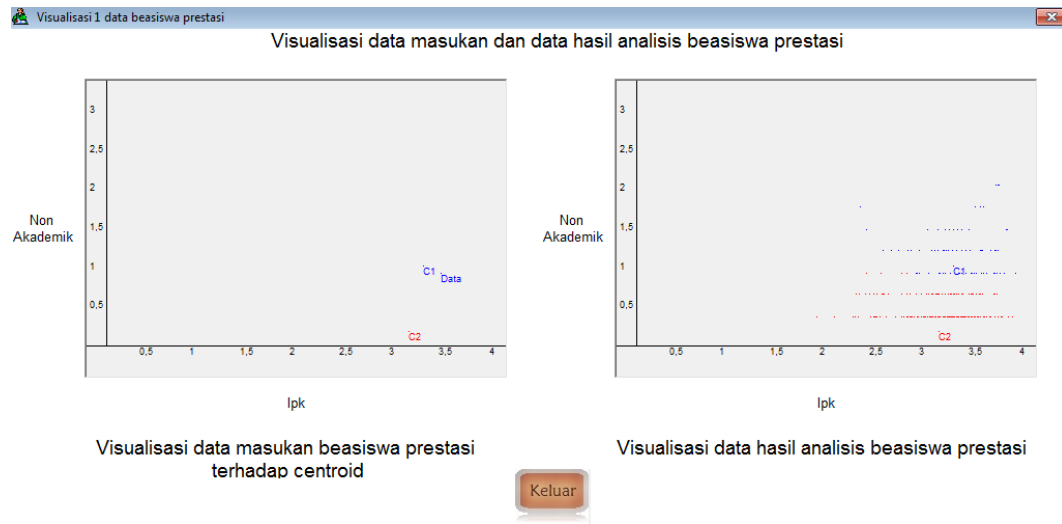 Visualisasi 1 data beasiswa prestasi
Visualisasi data masukan dan data hasil analisis beasiswa prestasi
3
2,5
2
1,5
1
0,5
Non
Akademik
C1
Data
C2
0,5 1 1,5 2 2,5 3 3,5 4
Ipk
Visualisasi data masukan beasiswa prestasi
terhadap centroid
3
2,5
2
1,5
1
0,5
Non
Akademik
C1
C2
0,5 1 1,5 2 2,5 3 3,5 4
Ipk
Visualisasi data hasil analisis beasiswa prestasi
Keluar